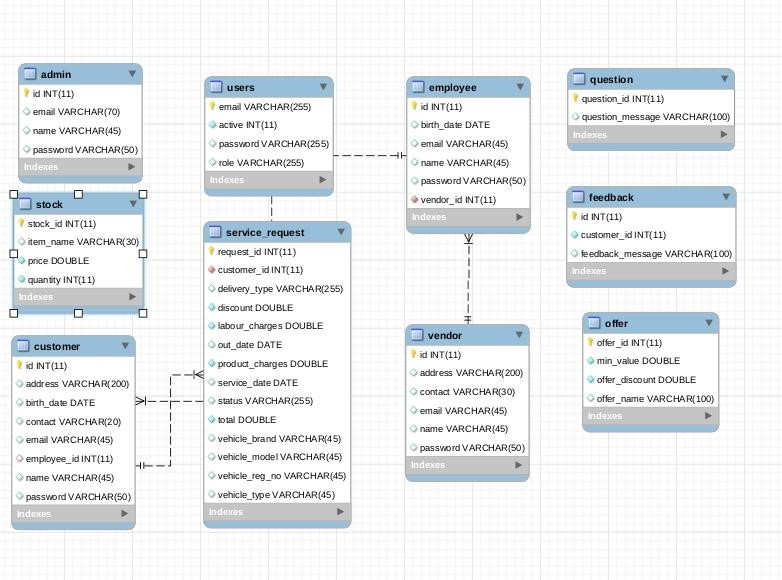 admin
id INT(11)
email VARCHAR(70)
name VARCHAR(45)
password VARCHAR(50)
Indexes
stock
stock_id INT(11)
item_name VARCHAR(30)
price DOUBLE
quantity INT(11)
Indexes
customer
id INT(11)
address VARCHAR(200)
birth_date DATE
contact VARCHAR(20)
email VARCHAR(45)
employee_id INT(11)
name VARCHAR(45)
password VARCHAR(50)
Indexes
users
email VARCHAR(255)
active INT(11)
password VARCHAR(255)
role VARCHAR(255)
Indexes
service_request
request_id INT(11)
customer_id INT(11)
delivery_type VARCHAR(255)
discount DOUBLE
labour_charges DOUBLE
out_date DATE
product_charges DOUBLE
service_date DATE
status VARCHAR(255)
total DOUBLE
vehicle_brand VARCHAR(45)
vehicle_model VARCHAR(45)
vehicle_reg_no VARCHAR(45)
vehicle_type VARCHAR(45)
Indexes
employee
id INT(11)
birth_date DATE
email VARCHAR(45)
name VARCHAR(45)
password VARCHAR(50)
vendor_id INT(11)
Indexes
vendor
id INT(11)
address VARCHAR(200)
contact VARCHAR(30)
email VARCHAR(45)
name VARCHAR(45)
password VARCHAR(50)
Indexes
question
question_id INT(11)
question_message VARCHAR(100)
Indexes
feedback
id INT(11)
customer_id INT(11)
feedback_message VARCHAR(100)
Indexes
offer
offer_id INT(11)
min_value DOUBLE
offer_discount DOUBLE
offer_name VARCHAR(100)
Indexes